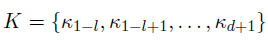 K = {κ_{1−l}, κ_{1−l+1}, . . . , κ_{d+1}}